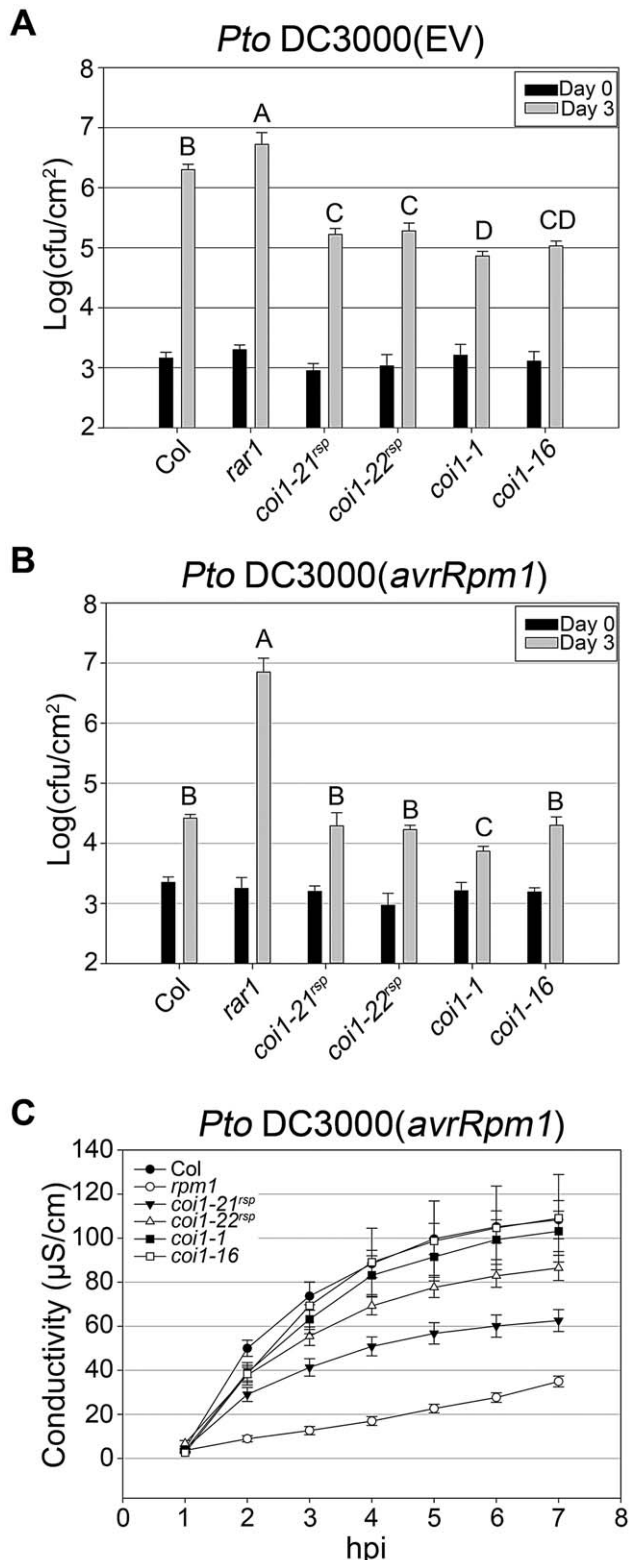 A
Pto DC3000(EV)
8
7
6
5
4
3
2
Log(cfu/cm²)
Day 0
Day 3
B
A
C
C
D
CD
Col
rar1
coi1-21rsp
coi1-22rsp
coi1-1
coi1-16
B
Pto DC3000(avrRpm1)
8
7
6
5
4
3
2
Log(cfu/cm²)
Day 0
Day 3
B
A
B
B
C
B
Col
rar1
coi1-21rsp
coi1-22rsp
coi1-1
coi1-16
C
Pto DC3000(avrRpm1)
140
120
100
80
60
40
20
0
Conductivity (µS/cm)
Col
rpm1
coi1-21rsp
coi1-22rsp
coi1-1
coi1-16
0 1 2 3 4 5 6 7 8
hpi